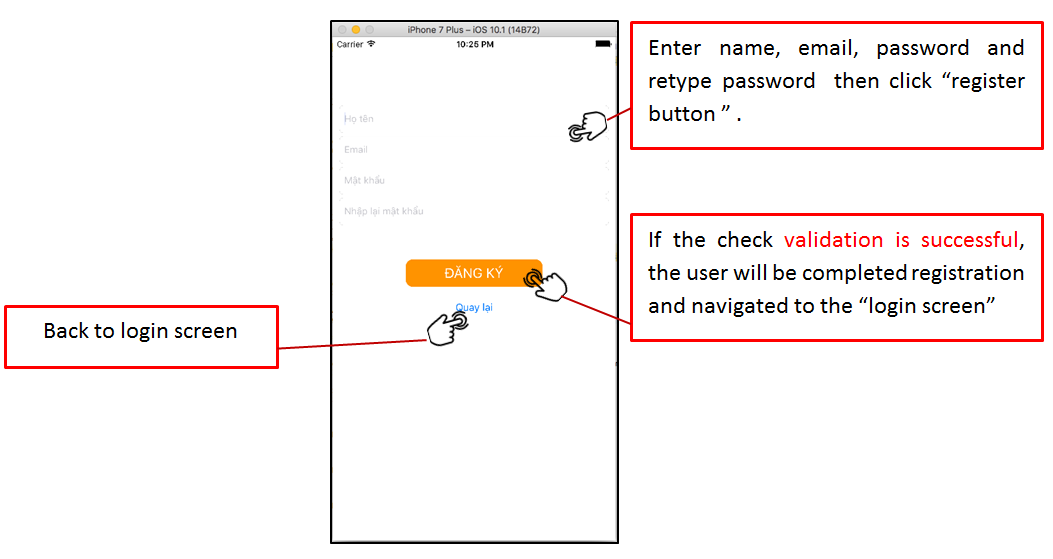 iPhone 7 Plus – iOS 10.1 (14B72)
Carrier 10:25 PM
Họ tên
Email
Mật khẩu
Nhập lại mật khẩu
ĐĂNG KÝ
Quay lại
Enter name, email, password and
retype password then click “register
button ” .
If the check validation is successful,
the user will be completed registration
and navigated to the “login screen”
Back to login screen